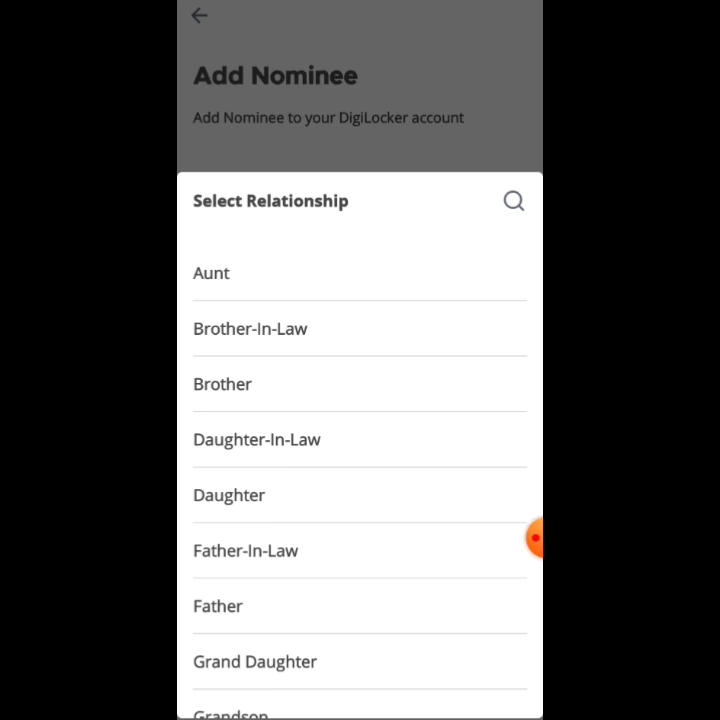 Add Nominee
Add Nominee to your DigiLocker account
Select Relationship
Aunt
Brother-In-Law
Brother
Daughter-In-Law
Daughter
Father-In-Law
Father
Grand Daughter
Grandson